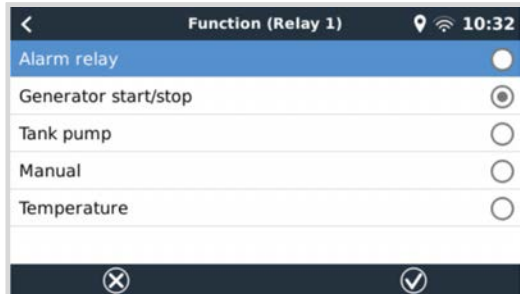 Function (Relay 1) 10:32
Alarm relay
Generator start/stop
Tank pump
Manual
Temperature